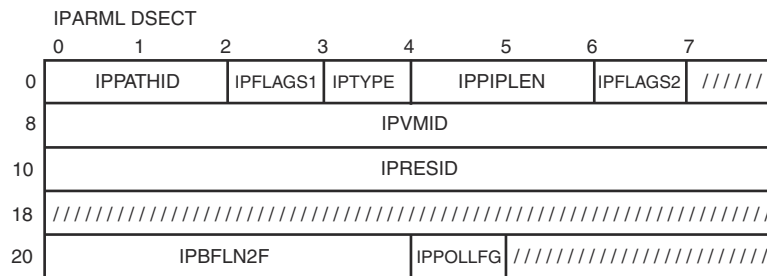 IPARML DSECT
0 1 2 3 4 5 6 7
0 IPPATHID IPFLAGS1 IPTYPE IPPIPLEN IPFLAGS2 //////
8 IPVMID
10 IPRESID
18 ////////////////////////////////////////////////////////////////////
20 IPBFLN2F IPPOLLFG ////////////////////////